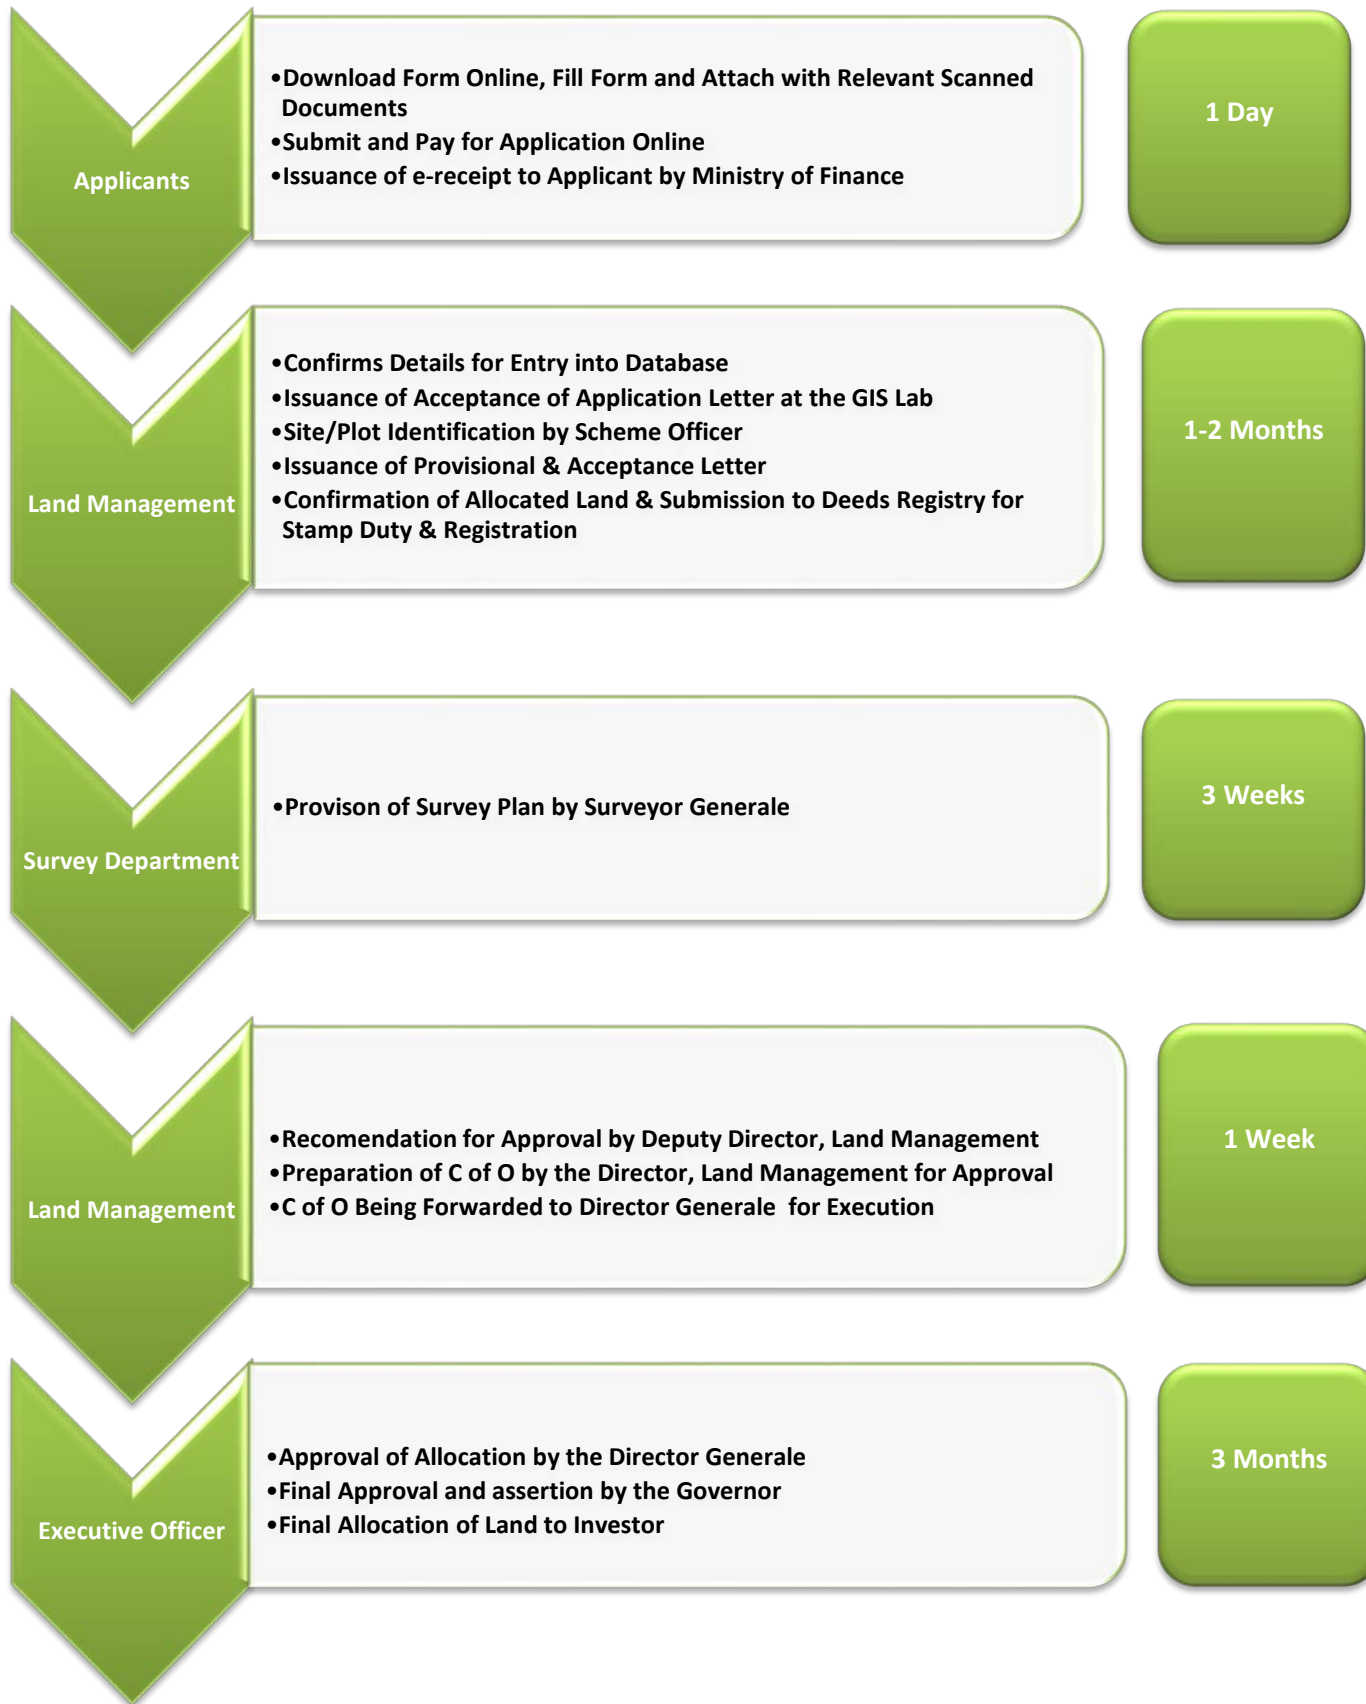 •Download Form Online, Fill Form and Attach with Relevant Scanned
Documents
•Submit and Pay for Application Online
•Issuance of e-receipt to Applicant by Ministry of Finance
Applicants
1 Day
•Confirms Details for Entry into Database
•Issuance of Acceptance of Application Letter at the GIS Lab
•Site/Plot Identification by Scheme Officer
•Issuance of Provisional & Acceptance Letter
•Confirmation of Allocated Land & Submission to Deeds Registry for
Stamp Duty & Registration
Land Management
1-2 Months
•Provison of Survey Plan by Surveyor Generale
Survey Department
3 Weeks
•Recomendation for Approval by Deputy Director, Land Management
•Preparation of C of O by the Director, Land Management for Approval
•C of O Being Forwarded to Director Generale  for Execution
Land Management
1 Week
•Approval of Allocation by the Director Generale
•Final Approval and assertion by the Governor
•Final Allocation of Land to Investor
Executive Officer
3 Months